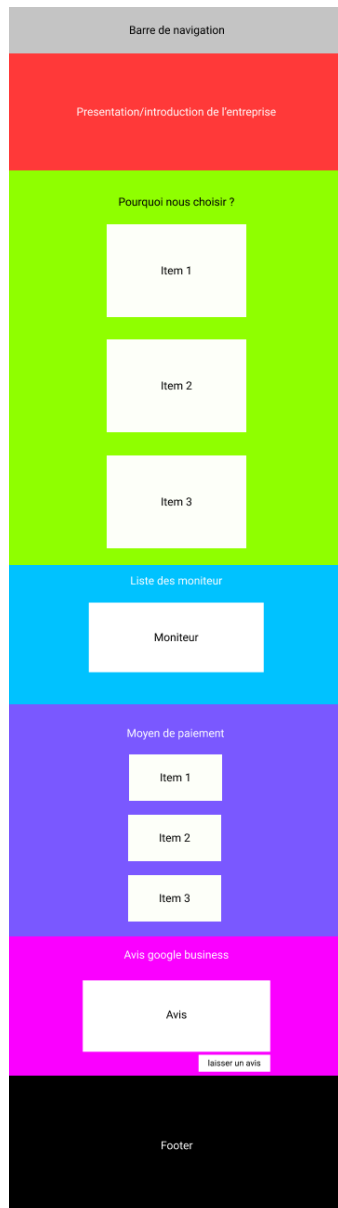 Barre de navigation
Presentation/introduction de l'entreprise
Pourquoi nous choisir ?
Item 1
Item 2
Item 3
Liste des moniteur
Moniteur
Moyen de paiement
Item 1
Item 2
Item 3
Avis google business
Avis
laisser un avis
Footer